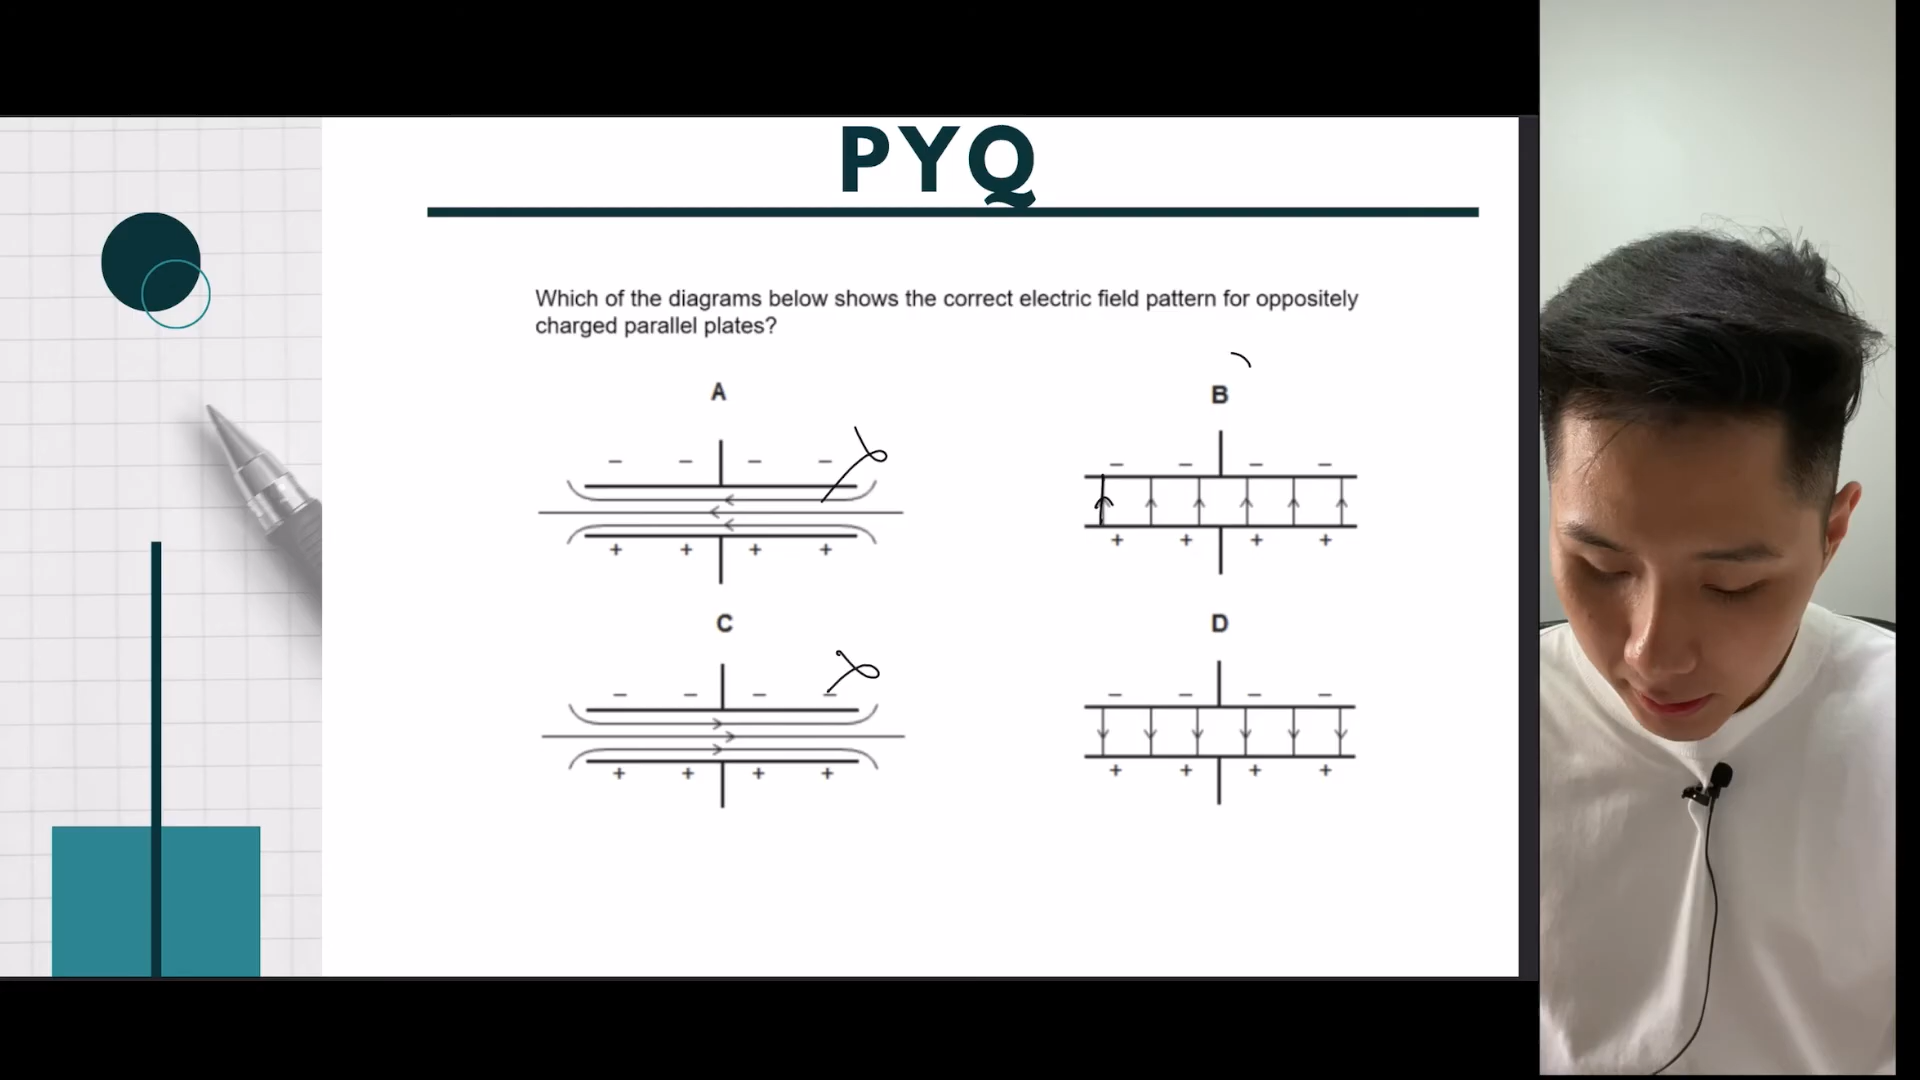 PYQ
Which of the diagrams below shows the correct electric field pattern for oppositely
charged parallel plates?
A
B
− − − −
− − − −
+ + + +
+ + + +
C
D
− − − −
− − − −
+ + + +
+ + + +